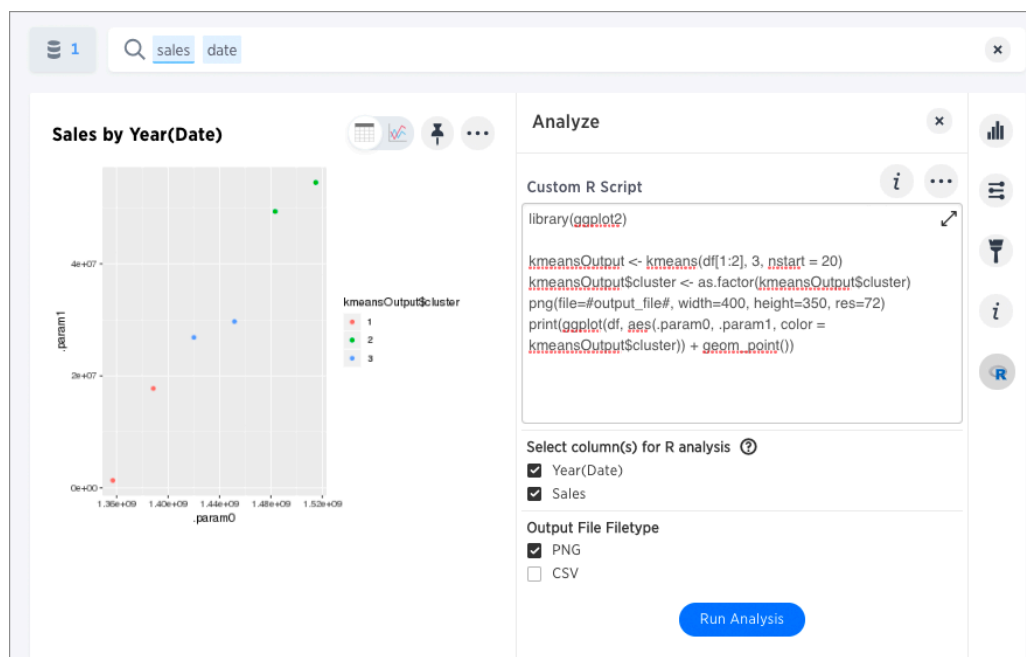 1
sales date
Sales by Year(Date)
4e+07
2e+07
0e+00
.param1
1.36e+09 1.40e+09 1.44e+09 1.48e+09 1.52e+09
.param0
kmeansOutput$cluster
1
2
3
Analyze
Custom R Script
library(ggplot2)
kmeansOutput <- kmeans(df[1:2], 3, nstart = 20)
kmeansOutput$cluster <- as.factor(kmeansOutput$cluster)
png(file=#output_file#, width=400, height=350, res=72)
print(ggplot(df, aes(.param0, .param1, color =
kmeansOutput$cluster)) + geom_point())
Select column(s) for R analysis ?
Year(Date)
Sales
Output File Filetype
PNG
CSV
Run Analysis
i
i
R